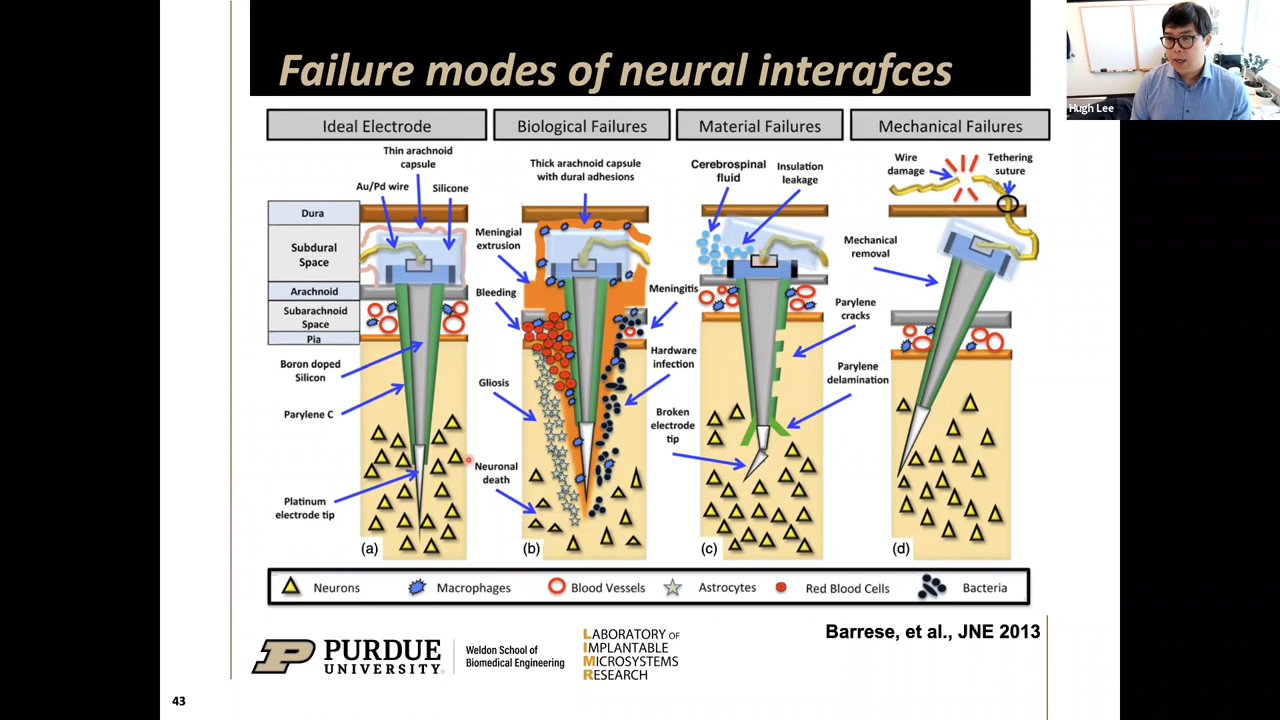 Failure modes of neural interafces
Hugh Lee
Ideal Electrode
Biological Failures
Material Failures
Mechanical Failures
Thin arachnoid
capsule
Au/Pd wire
Silicone
Dura
Subdural
Space
Arachnoid
Subarachnoid
Space
Pia
Boron doped
Silicon
Parylene C
Platinum
electrode tip
(a)
Thick arachnoid capsule
with dural adhesions
Meningial
extrusion
Bleeding
Meningitis
Hardware
infection
Gliosis
Neuronal
death
(b)
Cerebrospinal
fluid
Insulation
leakage
Parylene
cracks
Parylene
delamination
Broken
electrode
tip
(c)
Wire
damage
Tethering
suture
Mechanical
removal
(d)
Neurons
Macrophages
Blood Vessels
Astrocytes
Red Blood Cells
Bacteria
Barrese, et al., JNE 2013
P PURDUE
UNIVERSITY
Weldon School of
Biomedical Engineering
LABORATORY OF
IMPLANTABLE
MICROSYSTEMS
RESEARCH
43